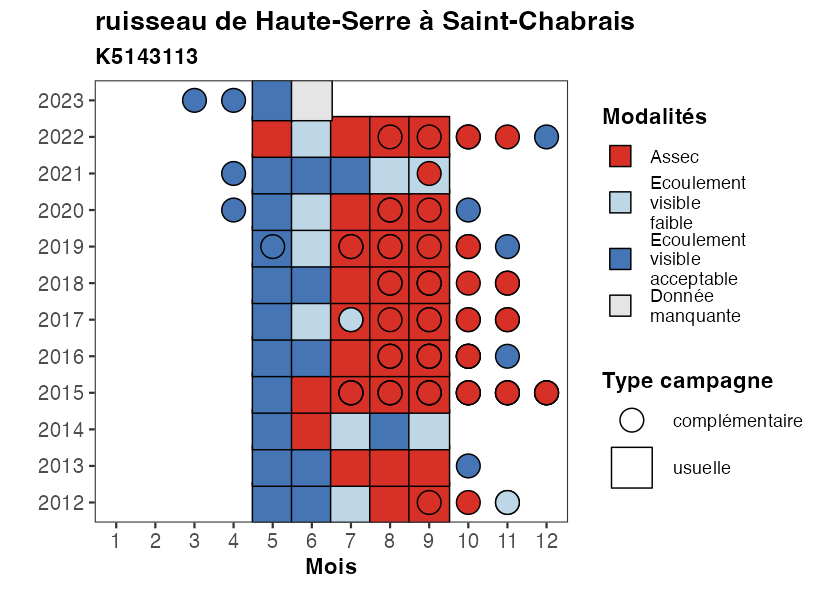 ruisseau de Haute-Serre à Saint-Chabrais
K5143113
2023
2022
2021
2020
2019
2018
2017
2016
2015
2014
2013
2012
1 2 3 4 5 6 7 8 9 10 11 12
Mois
Modalités
Assec
Ecoulement
visible
faible
Ecoulement
visible
acceptable
Donnée
manquante
Type campagne
complémentaire
usuelle